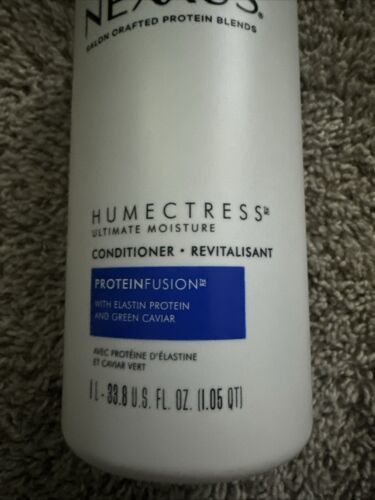 NEXXUS®
SALON CRAFTED PROTEIN BLENDS
HUMECTRESS
ULTIMATE MOISTURE
CONDITIONER • REVITALISANT
PROTEINFUSION
WITH ELASTIN PROTEIN
AND GREEN CAVIAR
AVEC PROTÉINE D'ÉLASTINE
ET CAVIAR VERT
1 L - 33.8 U.S. FL. OZ. (1.05 QT)